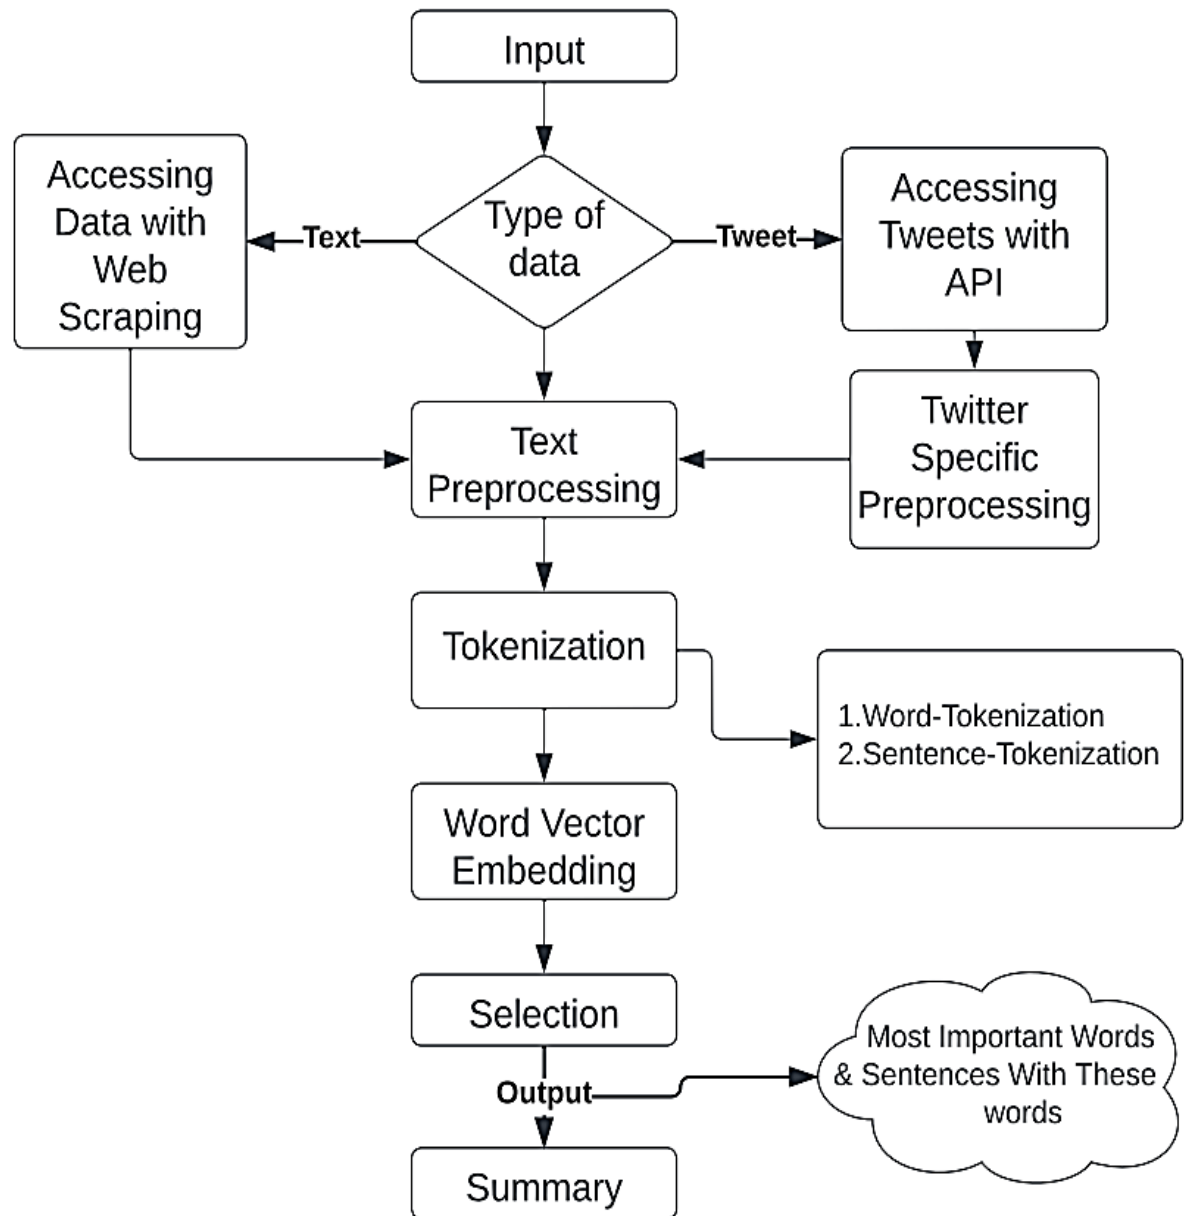 Input
Type of
data
Text
Tweet
Accessing
Data with
Web
Scraping
Accessing
Tweets with
API
Twitter
Specific
Preprocessing
Text
Preprocessing
Tokenization
1.Word-Tokenization
2.Sentence-Tokenization
Word Vector
Embedding
Selection
Output
Most Important Words
& Sentences With These
words
Summary